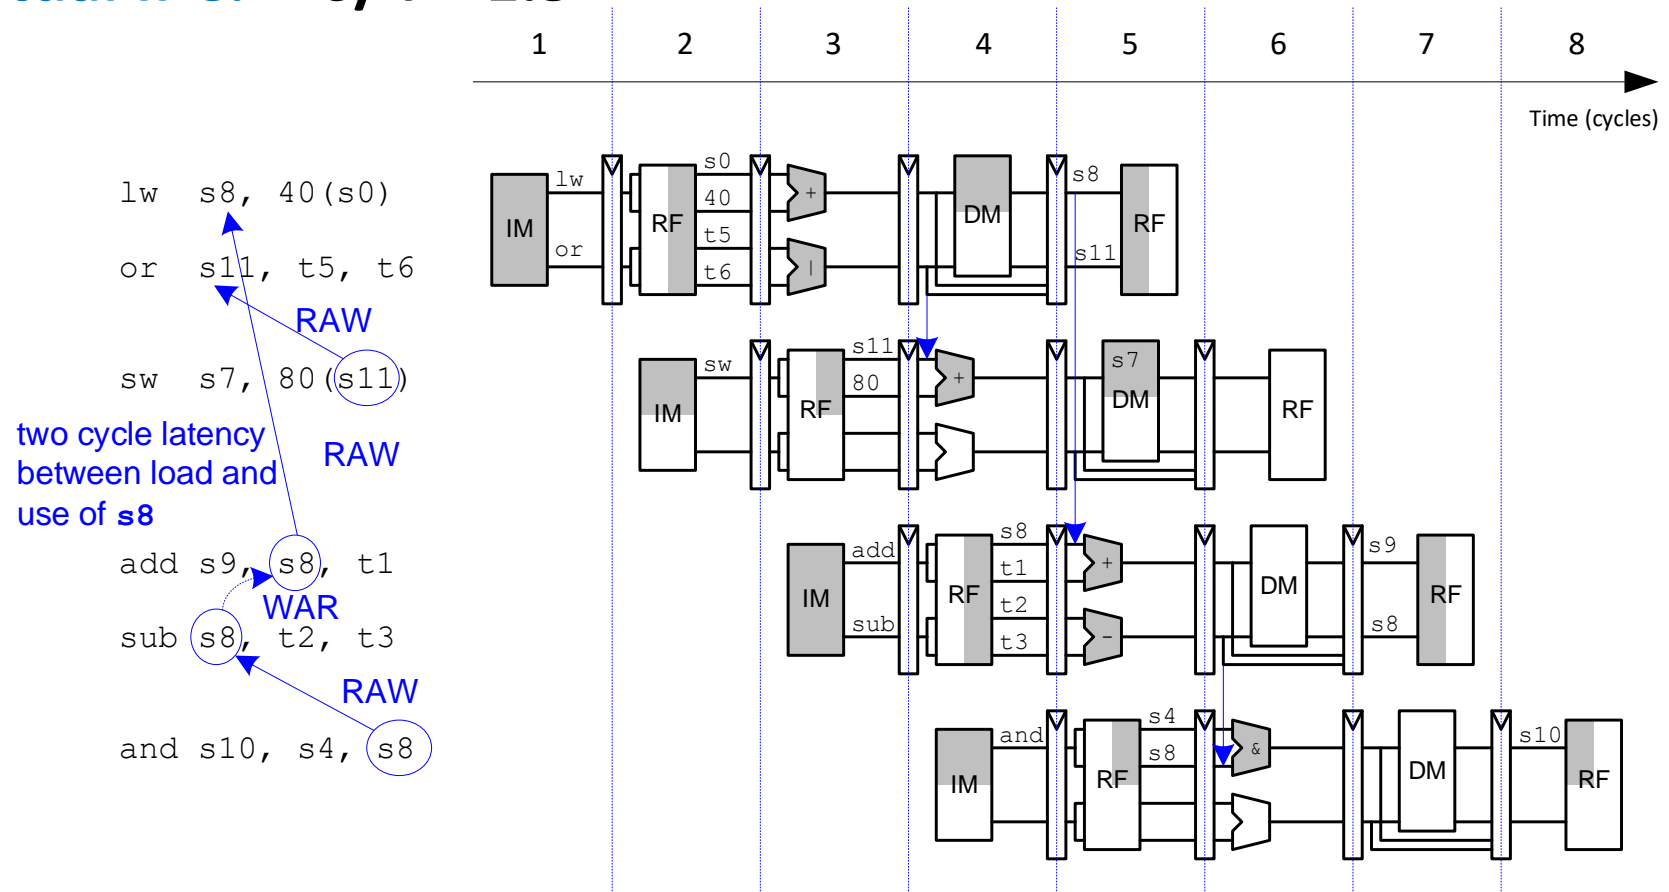 1 2 3 4 5 6 7 8
Time (cycles)
lw s8, 40(s0)
or s11, t5, t6
RAW
sw s7, 80(s11)
two cycle latency
between load and
use of s8
RAW
add s9, s8, t1
WAR
sub s8, t2, t3
RAW
and s10, s4, s8
IM
lw
or
RF
s0
40
t5
t6
+
|
DM
s8
s11
RF
IM
sw
RF
s11
80
+
s7
DM
RF
IM
add
sub
RF
s8
t1
t2
t3
+
-
DM
s9
s8
RF
IM
and
RF
s4
s8
&
DM
s10
RF